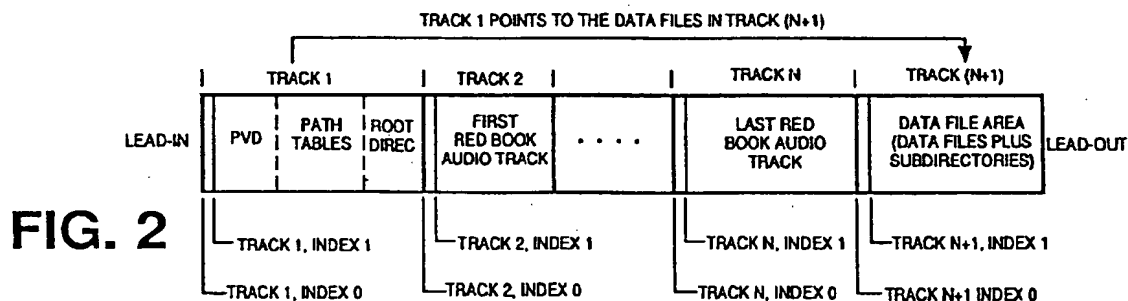 TRACK 1 POINTS TO THE DATA FILES IN TRACK (N+1)
TRACK 1
TRACK 2
TRACK N
TRACK (N+1)
LEAD-IN
PVD
PATH
TABLES
ROOT
DIREC
FIRST
RED BOOK
AUDIO TRACK
. . . .
LAST RED
BOOK AUDIO
TRACK
DATA FILE AREA
(DATA FILES PLUS
SUBDIRECTORIES)
LEAD-OUT
FIG. 2
TRACK 1, INDEX 1
TRACK 2, INDEX 1
TRACK N, INDEX 1
TRACK N+1, INDEX 1
TRACK 1, INDEX 0
TRACK 2, INDEX 0
TRACK N, INDEX 0
TRACK N+1 INDEX 0